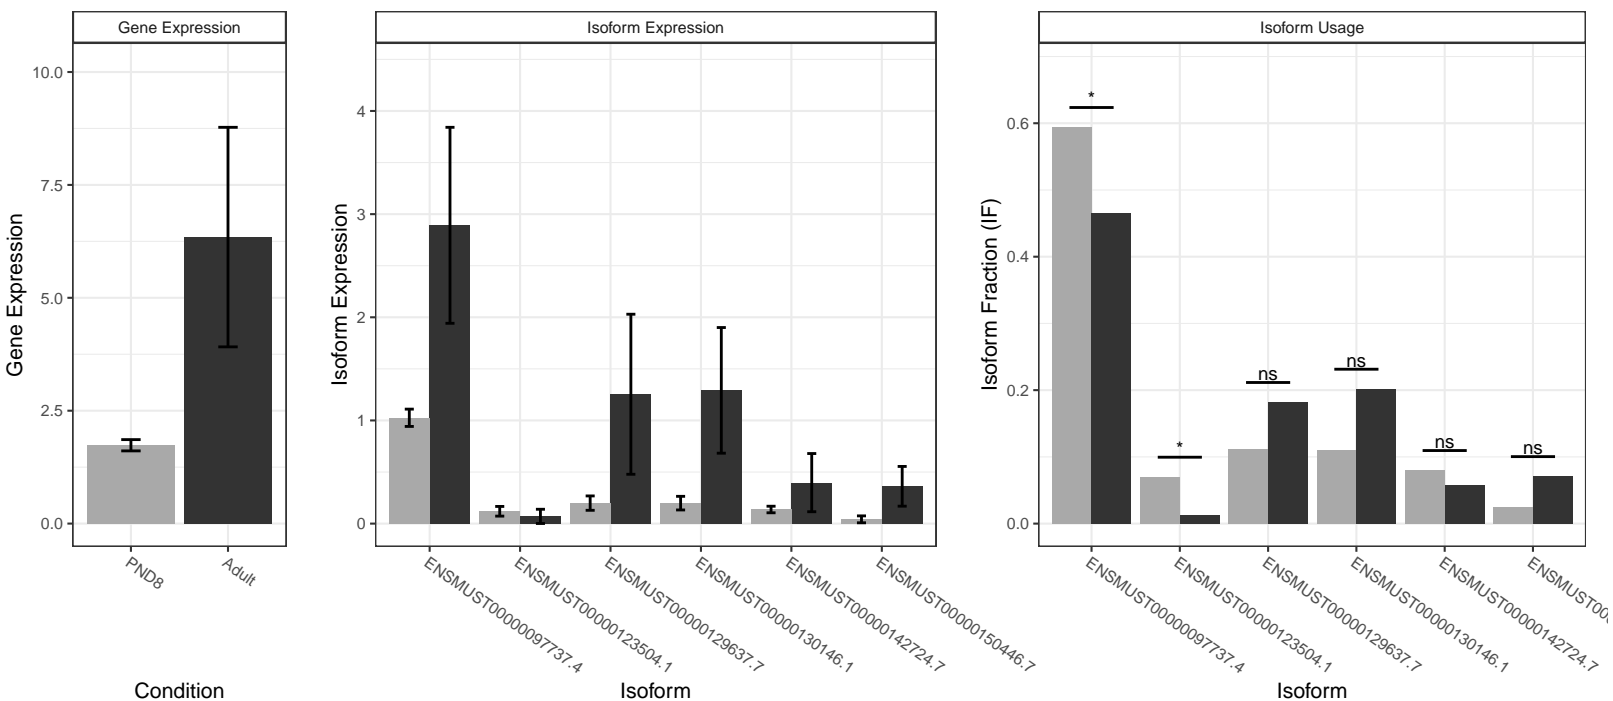 Gene Expression
Gene Expression
10.0
7.5
5.0
2.5
0.0
PND8
Adult
Condition
Isoform Expression
Isoform Expression
4
3
2
1
0
ENSMUST00000097737.4
ENSMUST00000123504.1
ENSMUST00000129637.7
ENSMUST00000130146.1
ENSMUST00000142724.7
ENSMUST00000150446.7
Isoform
Isoform Usage
Isoform Fraction (IF)
0.6
0.4
0.2
0.0
*
*
ns
ns
ns
ns
ENSMUST00000097737.4
ENSMUST00000123504.1
ENSMUST00000129637.7
ENSMUST00000130146.1
ENSMUST00000142724.7
Isoform